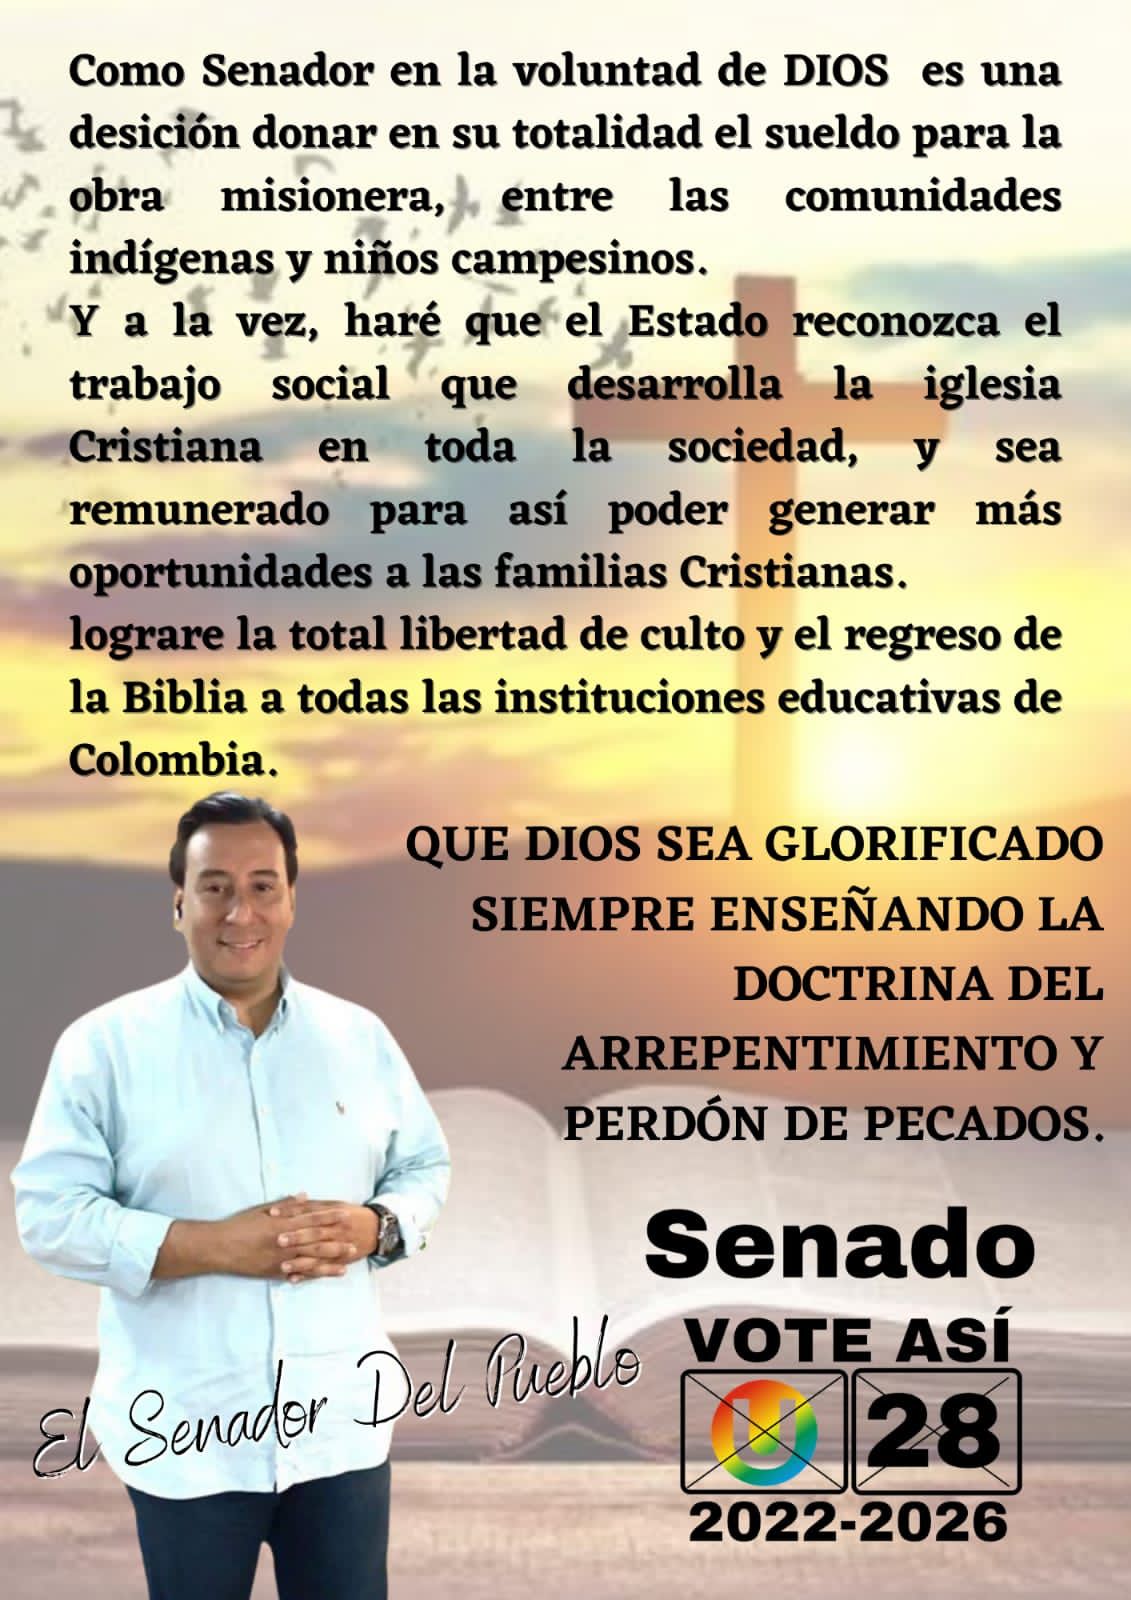 Como Senador en la voluntad de DIOS es una
desición donar en su totalidad el sueldo para la
obra misionera, entre las comunidades
indígenas y niños campesinos.
Y a la vez, haré que el Estado reconozca el
trabajo social que desarrolla la iglesia
Cristiana en toda la sociedad, y sea
remunerado para así poder generar más
oportunidades a las familias Cristianas.
lograre la total libertad de culto y el regreso de
la Biblia a todas las instituciones educativas de
Colombia.
QUE DIOS SEA GLORIFICADO
SIEMPRE ENSEÑANDO LA
DOCTRINA DEL
ARREPENTIMIENTO Y
PERDÓN DE PECADOS.
Senado
VOTE ASÍ
U 28
2022-2026
El Senador Del Pueblo